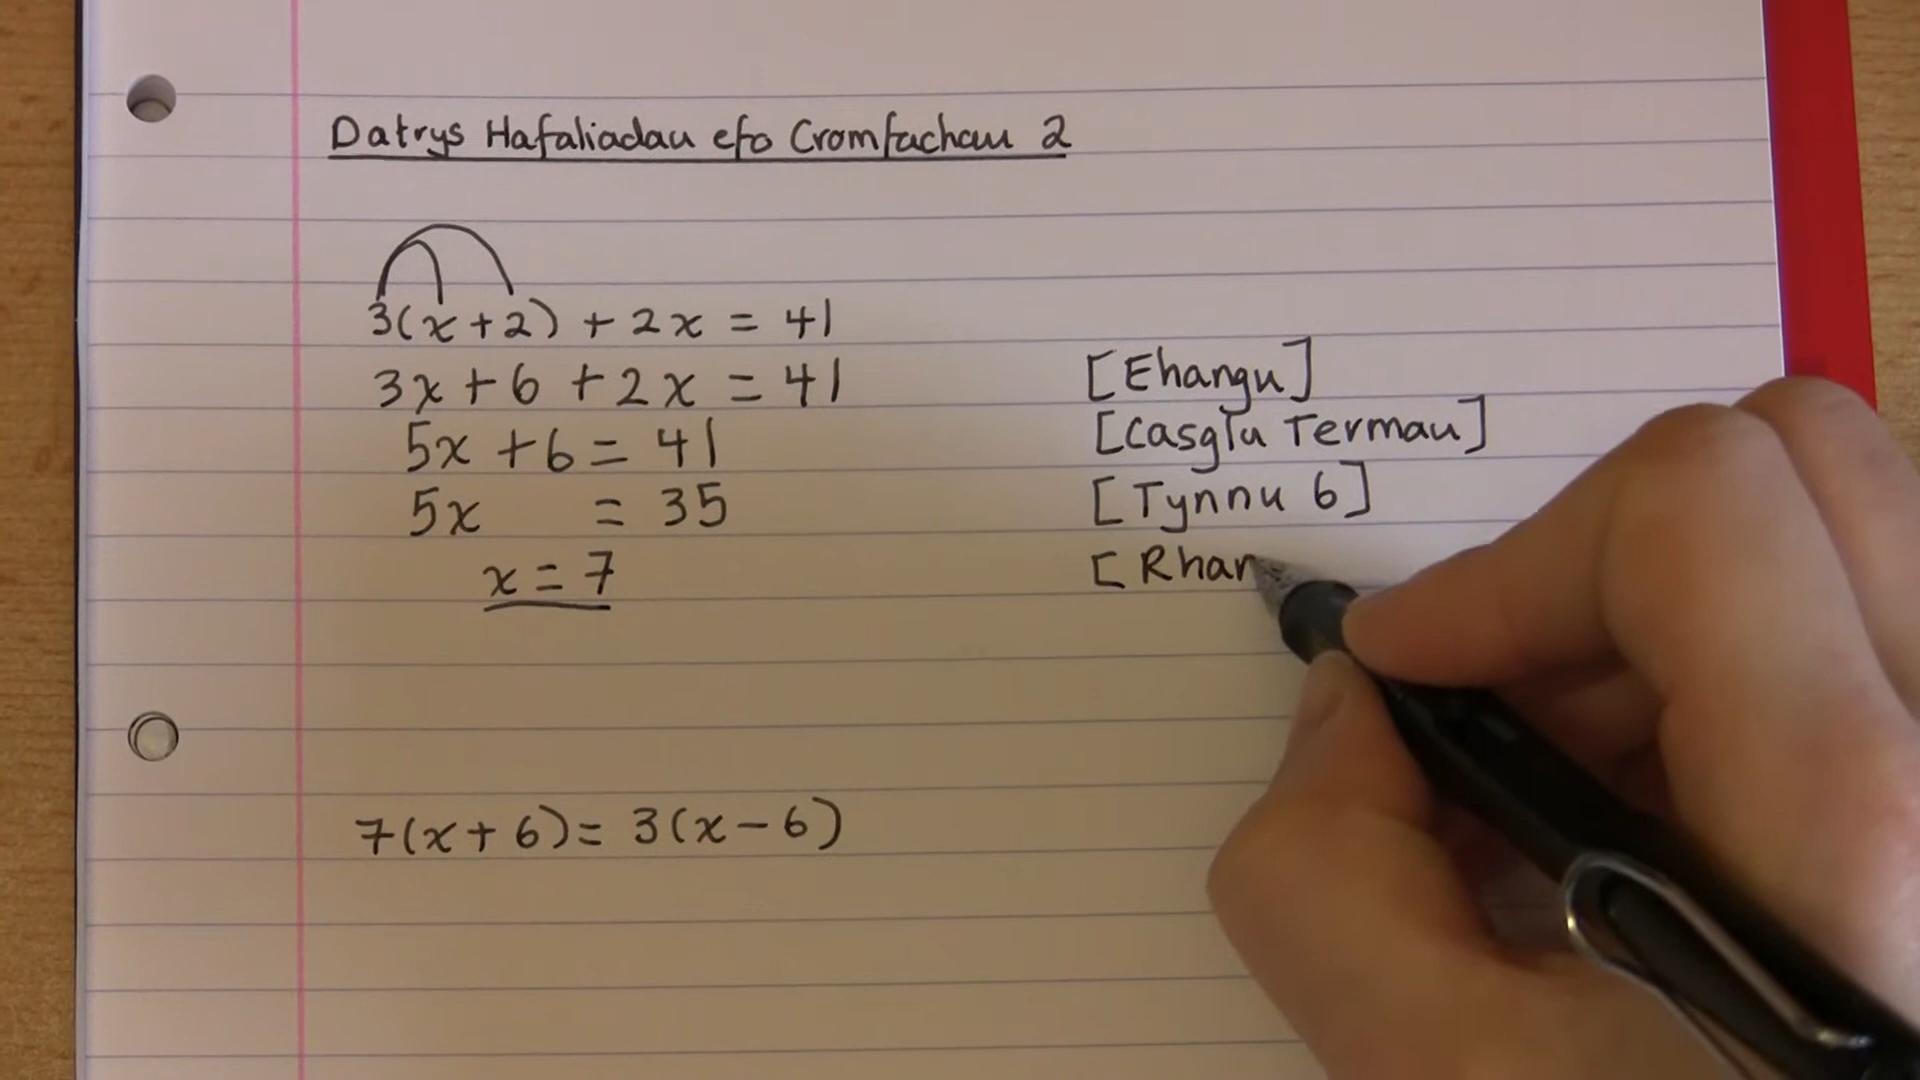 Datrys Hafaliadau efo Cromfachau 2
3(x+2) + 2x = 41
3x + 6 + 2x = 41 [Ehangu]
5x + 6 = 41 [Casglu Termau]
5x = 35 [Tynnu 6]
x = 7 [Rhan
7(x + 6) = 3(x - 6)